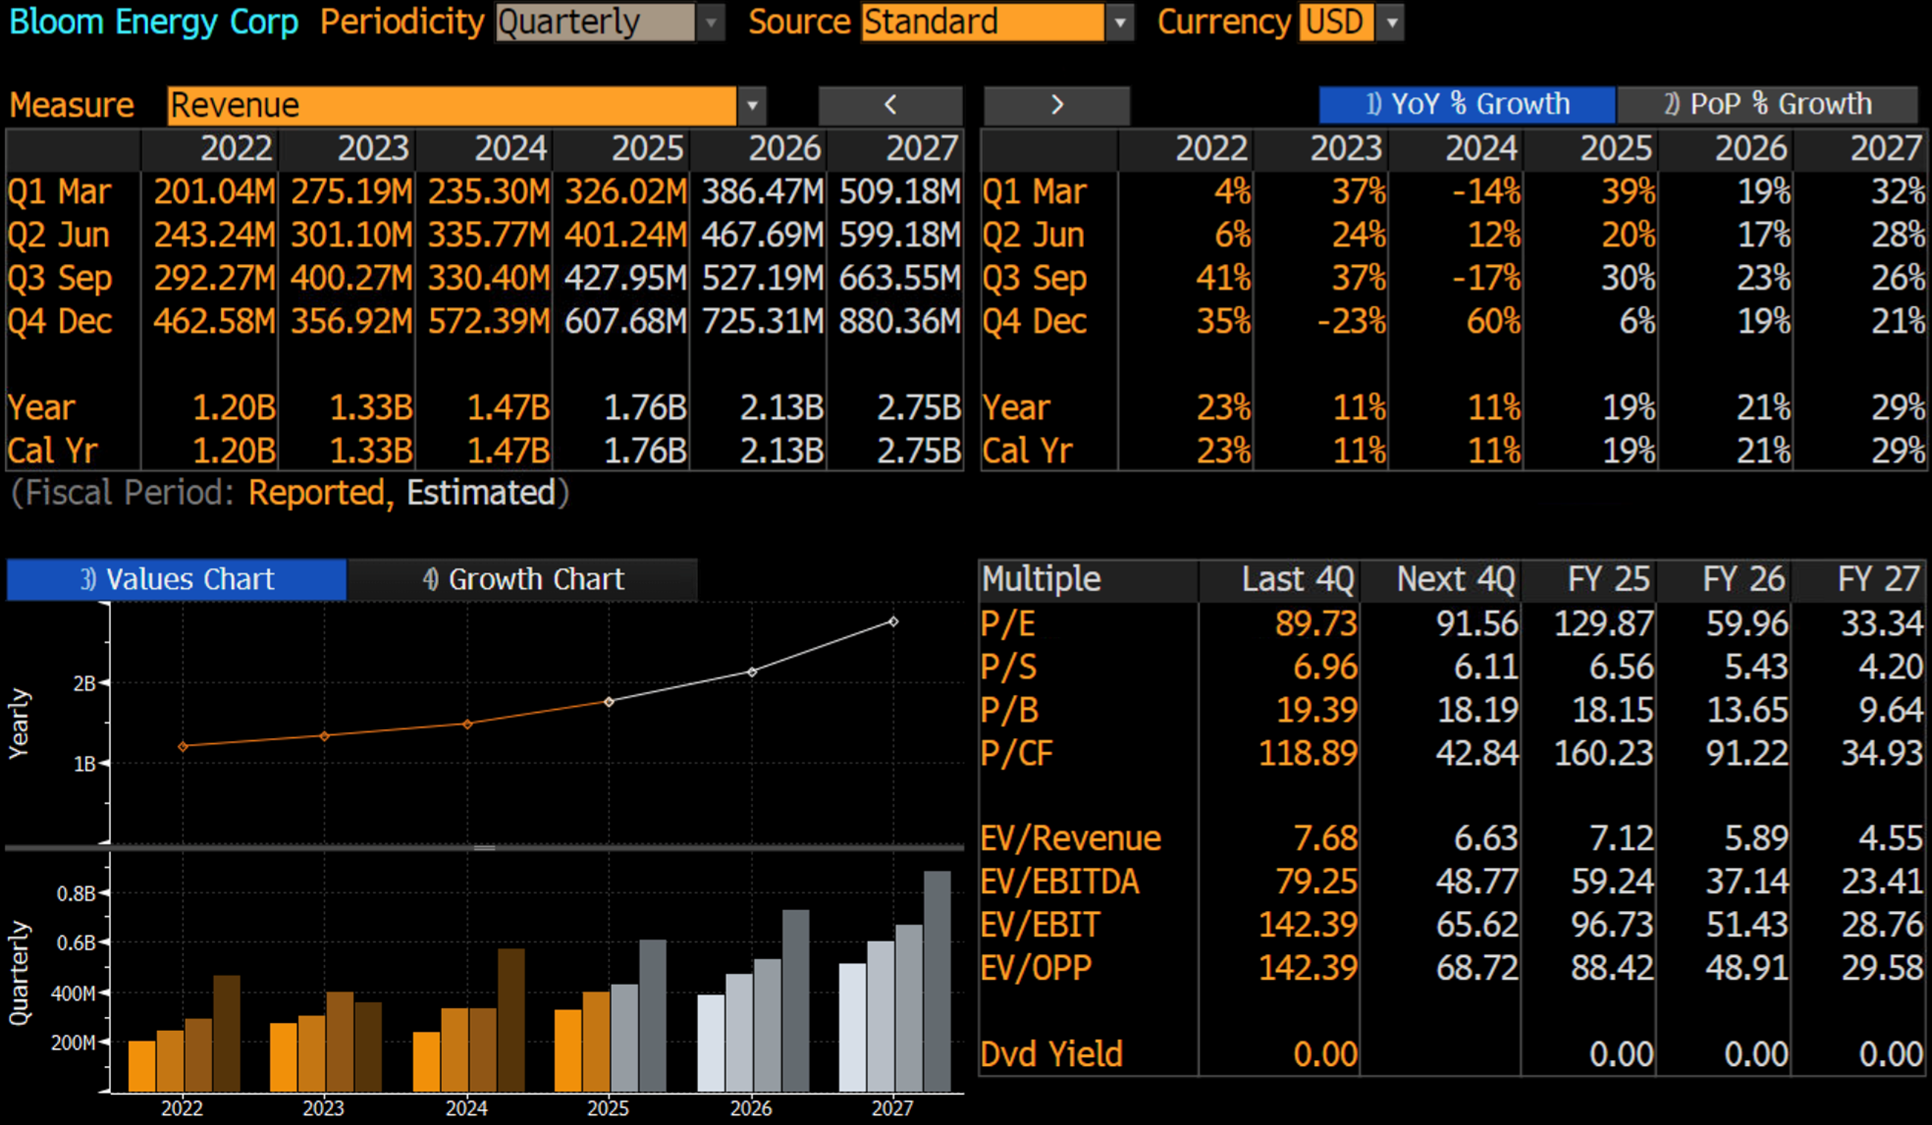 Bloom Energy Corp Periodicity Quarterly Source Standard Currency USD
Measure Revenue < > 1) YoY % Growth 2) PoP % Growth
2022 2023 2024 2025 2026 2027
Q1 Mar 201.04M 275.19M 235.30M 326.02M 386.47M 509.18M
Q2 Jun 243.24M 301.10M 335.77M 401.24M 467.69M 599.18M
Q3 Sep 292.27M 400.27M 330.40M 427.95M 527.19M 663.55M
Q4 Dec 462.58M 356.92M 572.39M 607.68M 725.31M 880.36M
Year 1.20B 1.33B 1.47B 1.76B 2.13B 2.75B
Cal Yr 1.20B 1.33B 1.47B 1.76B 2.13B 2.75B
(Fiscal Period: Reported, Estimated)
2022 2023 2024 2025 2026 2027
Q1 Mar 4% 37% -14% 39% 19% 32%
Q2 Jun 6% 24% 12% 20% 17% 28%
Q3 Sep 41% 37% -17% 30% 23% 26%
Q4 Dec 35% -23% 60% 6% 19% 21%
Year 23% 11% 11% 19% 21% 29%
Cal Yr 23% 11% 11% 19% 21% 29%
3) Values Chart 4) Growth Chart
Yearly
2B
1B
Quarterly
0.8B
0.6B
400M
200M
2022 2023 2024 2025 2026 2027
Multiple Last 4Q Next 4Q FY 25 FY 26 FY 27
P/E 89.73 91.56 129.87 59.96 33.34
P/S 6.96 6.11 6.56 5.43 4.20
P/B 19.39 18.19 18.15 13.65 9.64
P/CF 118.89 42.84 160.23 91.22 34.93
EV/Revenue 7.68 6.63 7.12 5.89 4.55
EV/EBITDA 79.25 48.77 59.24 37.14 23.41
EV/EBIT 142.39 65.62 96.73 51.43 28.76
EV/OPP 142.39 68.72 88.42 48.91 29.58
Dvd Yield 0.00 0.00 0.00 0.00